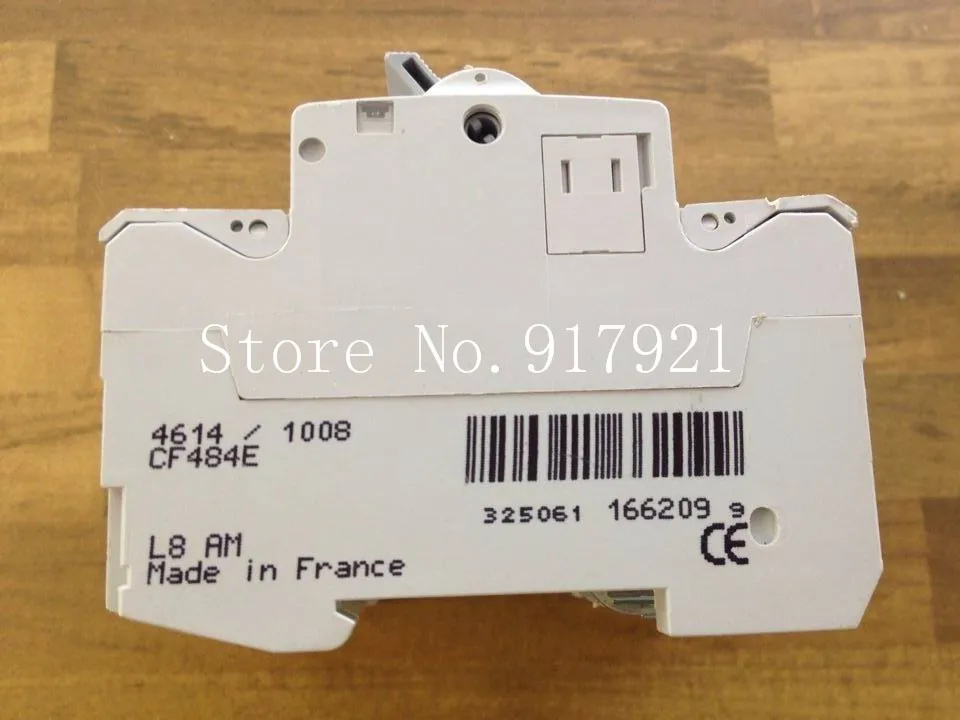 Store No. 917921
4614 / 1008
CF484E
325061 166209 9
CE
L8 AM
Made in France